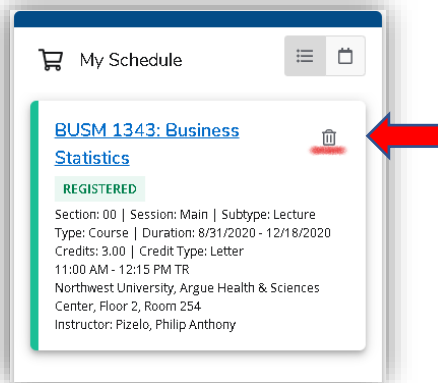 My Schedule
BUSM 1343: Business
Statistics
REGISTERED
Section: 00 | Session: Main | Subtype: Lecture
Type: Course | Duration: 8/31/2020 - 12/18/2020
Credits: 3.00 | Credit Type: Letter
11:00 AM - 12:15 PM TR
Northwest University, Argue Health & Sciences
Center, Floor 2, Room 254
Instructor: Pizelo, Philip Anthony